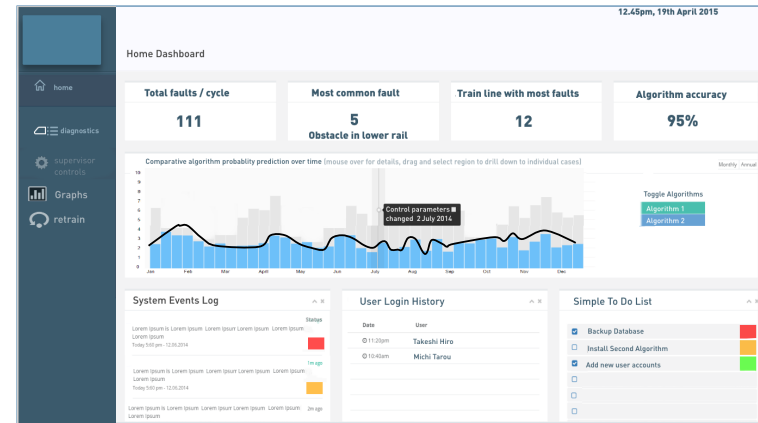 12.45pm, 19th April 2015
Home Dashboard
home
diagnostics
supervisor
controls
Graphs
retrain
Total faults / cycle
111
Most common fault
5
Obstacle in lower rail
Train line with most faults
12
Algorithm accuracy
95%
Comparative algorithm probablity prediction over time (mouse over for details, drag and select region to drill down to individual cases)
Monthly Annual
10
9
8
7
6
5
4
3
2
1
0
Jan Feb Mar April May Jun July Aug Sep Oct Nov Dec
Control parameters
changed 2 July 2014
Toggle Algorithms
Algorithm 1
Algorithm 2
System Events Log
Status
Lorem Ipsum is Lorem Ipsum Lorem Ipsum Lorem Ipsum Lorem Ipsum
Lorem Ipsum
Today 5:60 pm - 12.06.2014
1m ago
Lorem Ipsum is Lorem Ipsum Lorem Ipsum Lorem Ipsum Lorem Ipsum
Lorem Ipsum
Today 5:60 pm - 12.06.2014
Lorem Ipsum is Lorem Ipsum Lorem Ipsum Lorem Ipsum Lorem Ipsum 2m ago
Lorem Ipsum
User Login History
Date User
11:20pm Takeshi Hiro
10:40am Michi Tarou
Simple To Do List
Backup Database
Install Second Algorithm
Add new user accounts